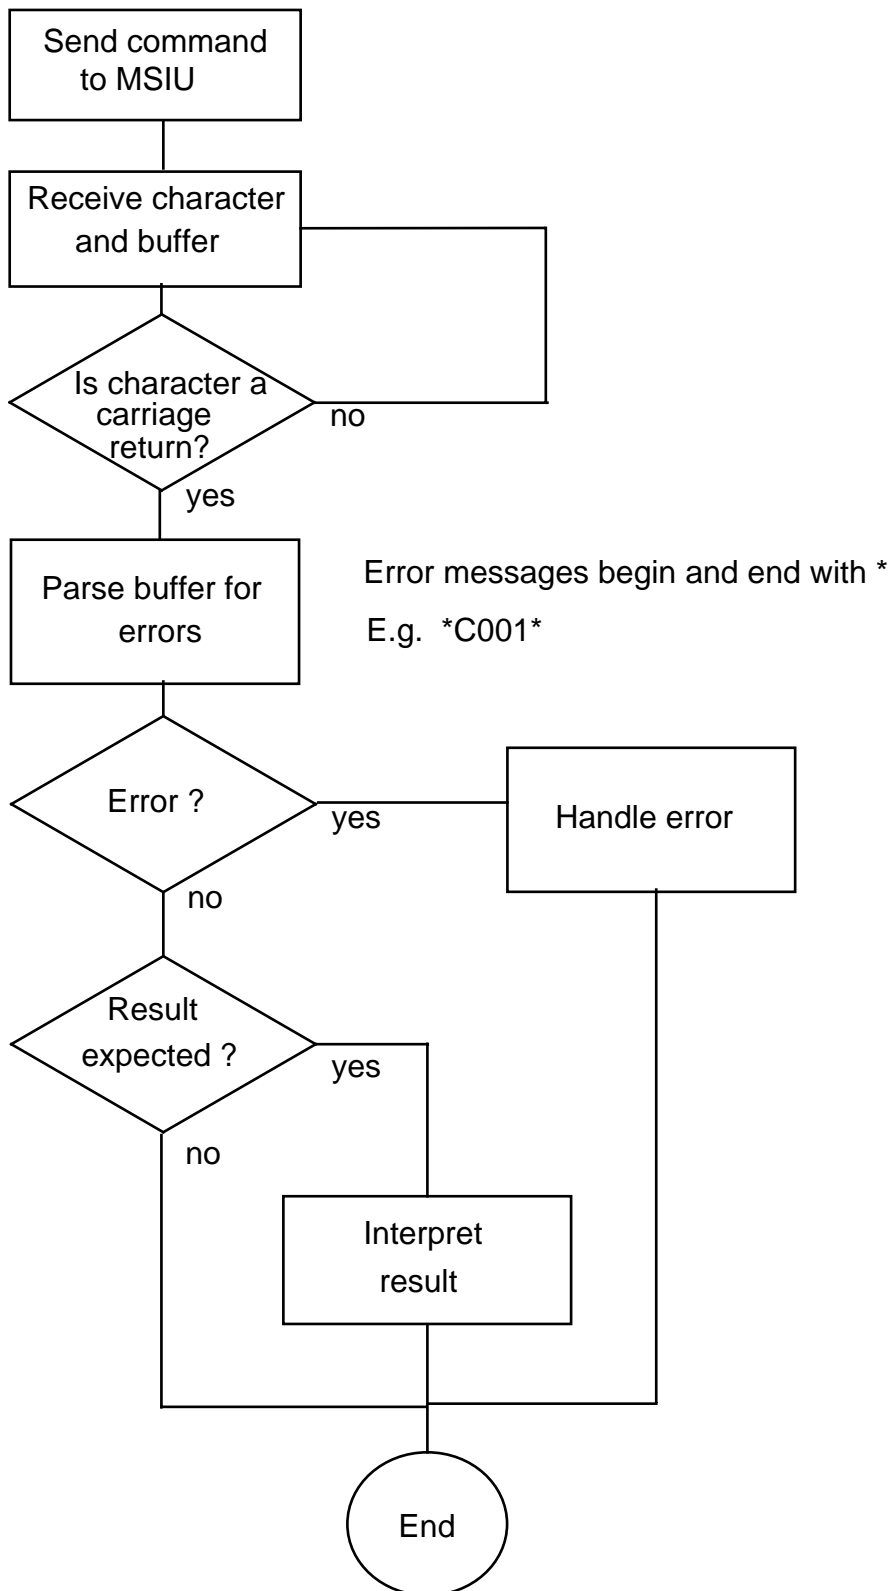 Send command
to MSIU
Receive character
and buffer
Is character a
carriage
return?
no
yes
Parse buffer for
errors
Error messages begin and end with *
E.g. *C001*
Error ?
yes
Handle error
no
Result
expected ?
yes
no
Interpret
result
End